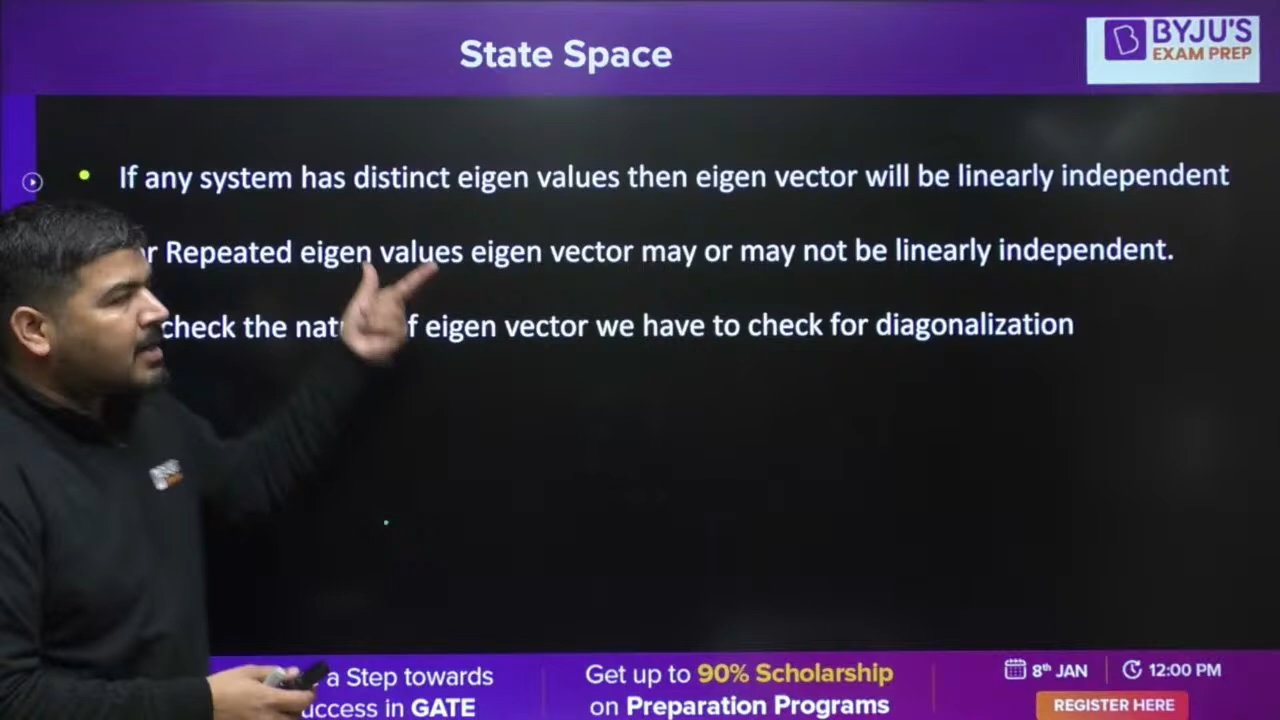 State Space
BYJU'S
EXAM PREP
If any system has distinct eigen values then eigen vector will be linearly independent
Repeated eigen values eigen vector may or may not be linearly independent.
check the eigen vector we have to check for diagonalization
a Step towards
in GATE
Get up to 90% Scholarship
on Preparation Programs
8th JAN
12:00 PM
REGISTER HERE